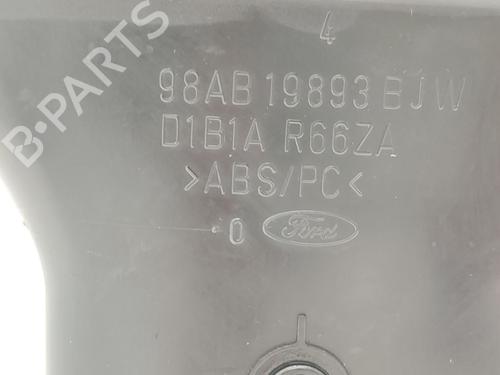 B-PARTS
4
98AB 19893 BJW
D1B1A R66ZA
>ABS/PC<
0 Ford